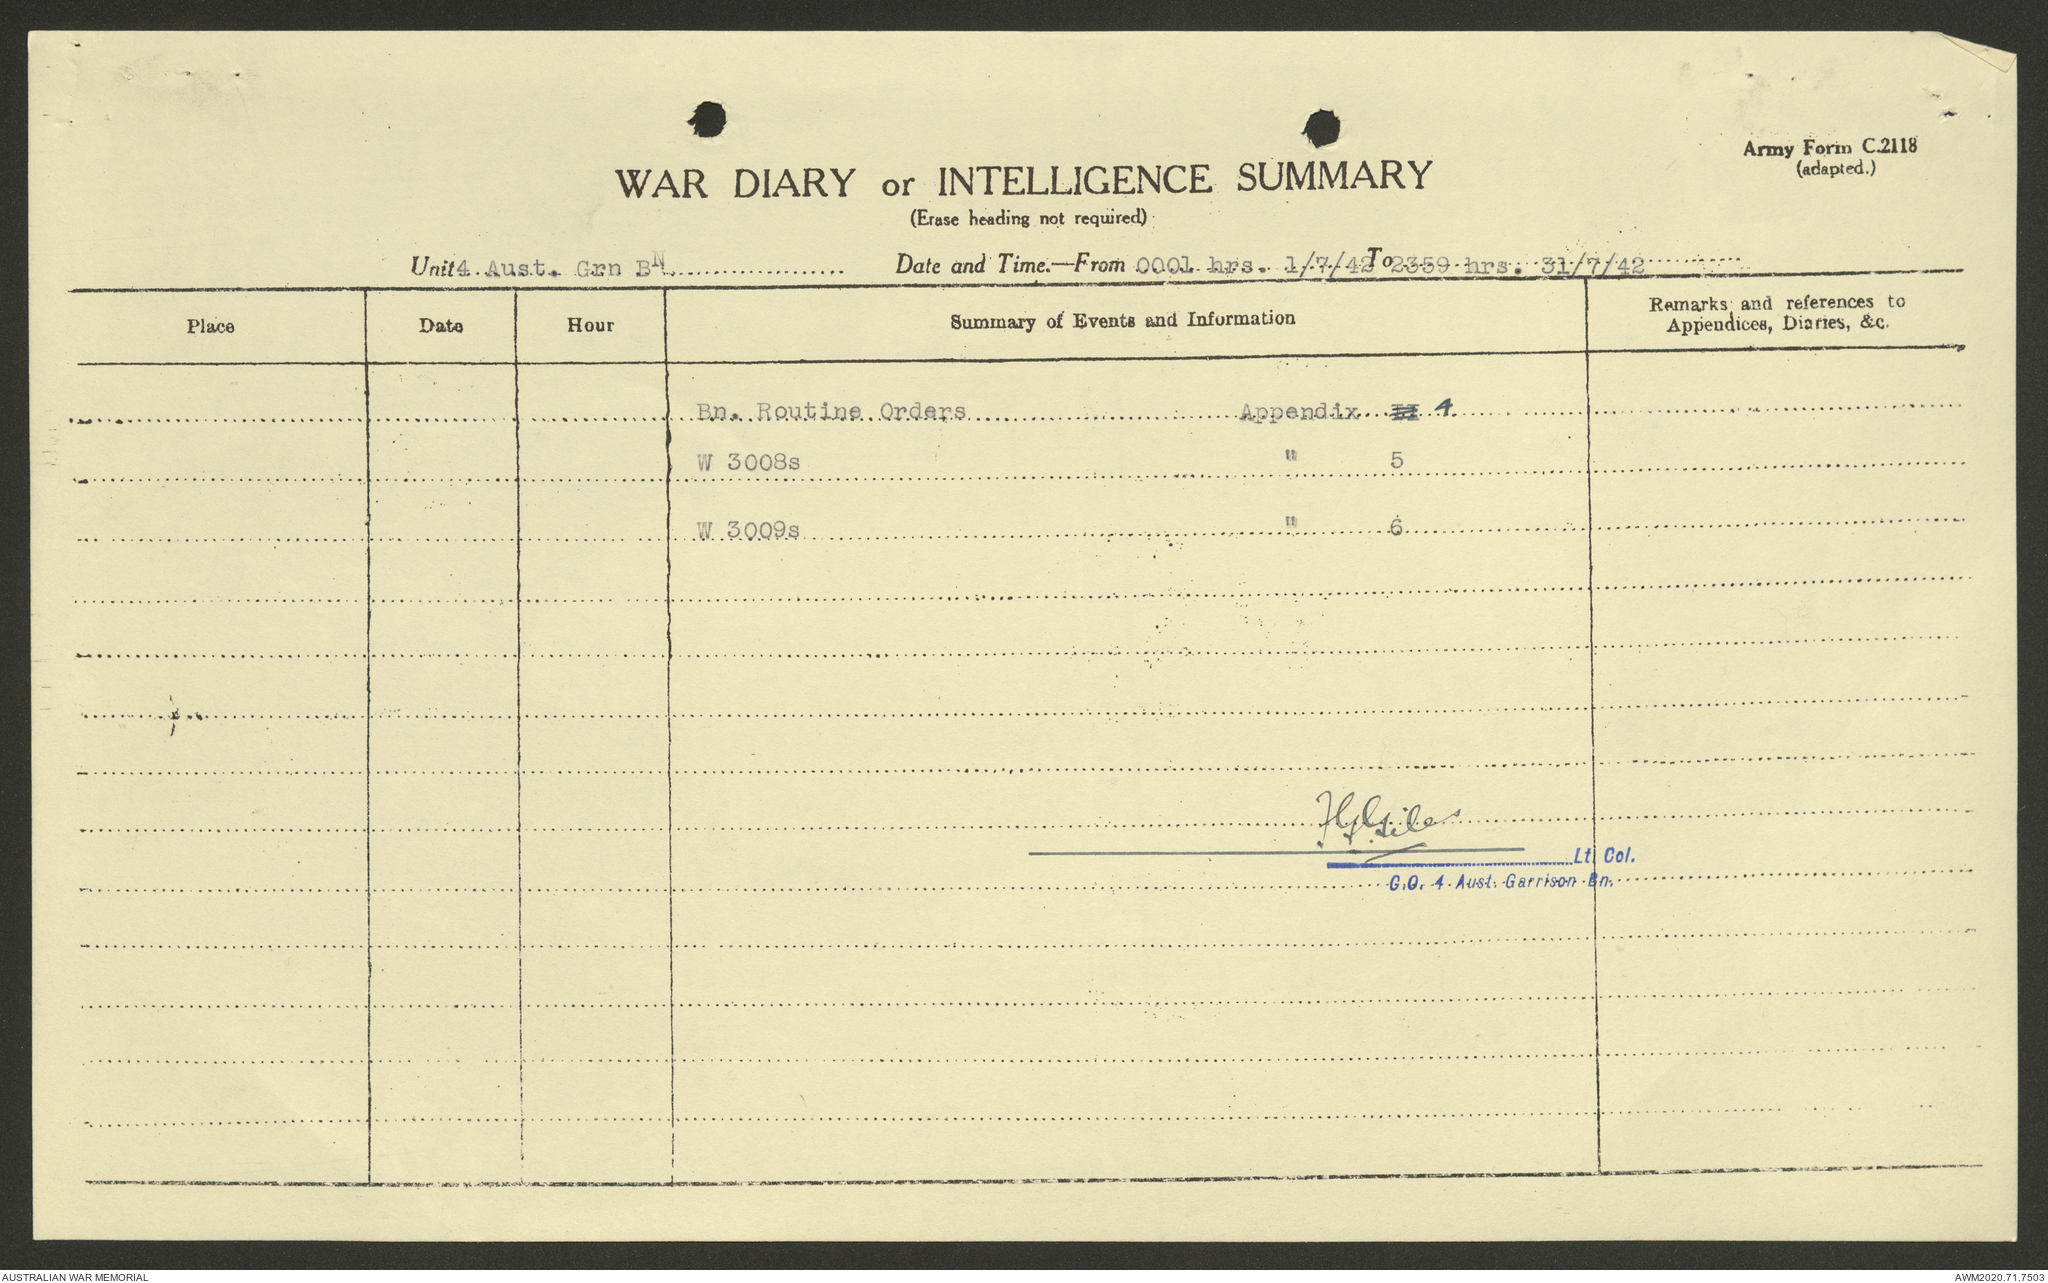 Army Form C.2118
(adapted.)
WAR DIARY or INTELLIGENCE SUMMARY
(Erase heading not required)
Unit 4 Aust. Grn BN Date and Time.—From 0001 hrs. 1/7/42 To 2359 hrs. 31/7/42
Place Date Hour Summary of Events and Information Remarks and references to Appendices, Diaries, &c.
Bn. Routine Orders Appendix 4
W 3008s " 5
W 3009s " 6
Lt. Col.
C.O. 4 Aust. Garrison Bn.
AUSTRALIAN WAR MEMORIAL AWM2020.71.7503